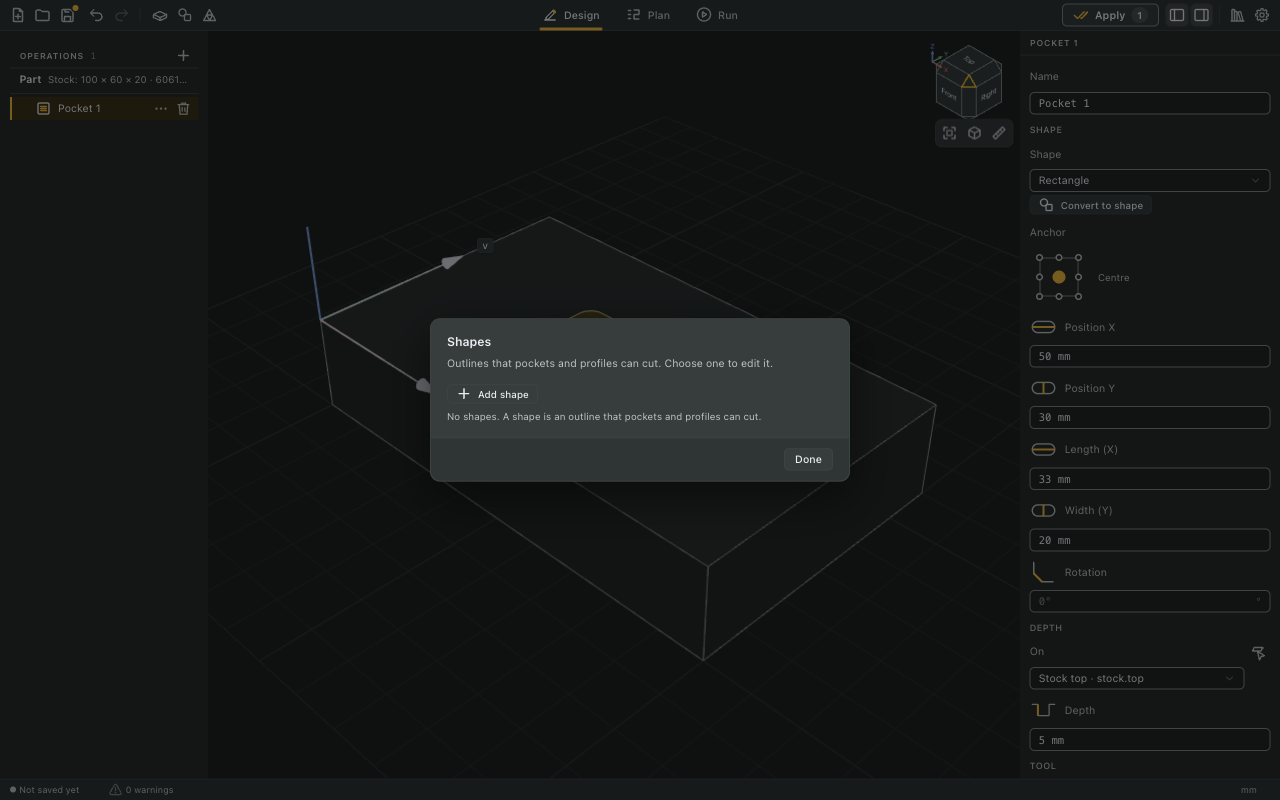 Design
Plan
Run
Apply 1
OPERATIONS 1
Part Stock: 100 × 60 × 20 · 6061...
Pocket 1
Z
Y
X
Top
Front
Right
v
Shapes
Outlines that pockets and profiles can cut. Choose one to edit it.
Add shape
No shapes. A shape is an outline that pockets and profiles can cut.
Done
POCKET 1
Name
Pocket 1
SHAPE
Shape
Rectangle
Convert to shape
Anchor
Centre
Position X
50 mm
Position Y
30 mm
Length (X)
33 mm
Width (Y)
20 mm
Rotation
0° °
DEPTH
On
Stock top · stock.top
Depth
5 mm
TOOL
Not saved yet
0 warnings
mm